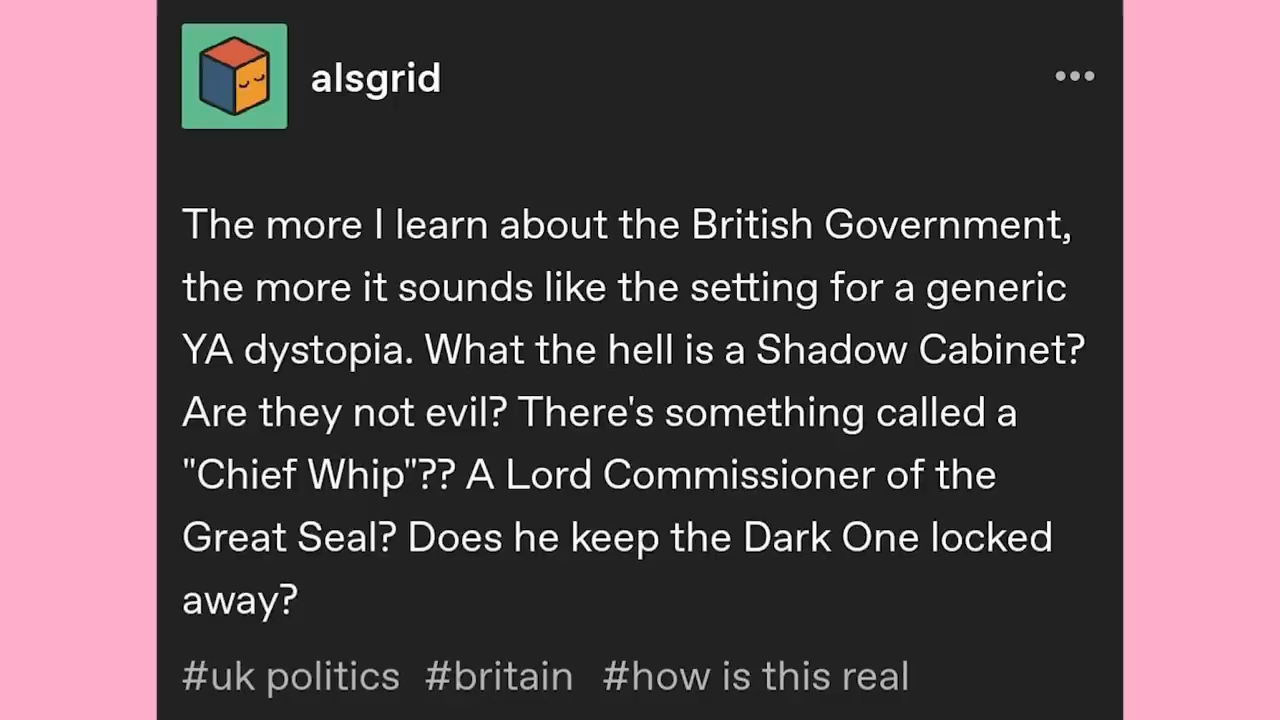 alsgrid
The more I learn about the British Government,
the more it sounds like the setting for a generic
YA dystopia. What the hell is a Shadow Cabinet?
Are they not evil? There's something called a
"Chief Whip"?? A Lord Commissioner of the
Great Seal? Does he keep the Dark One locked
away?
#uk politics #britain #how is this real